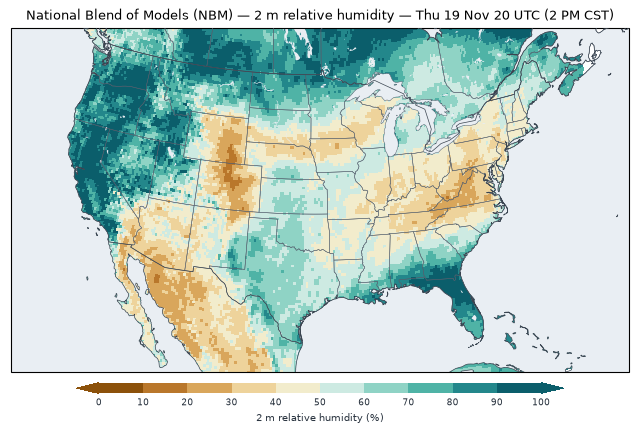 National Blend of Models (NBM) — 2 m relative humidity — Thu 19 Nov 20 UTC (2 PM CST)
0 10 20 30 40 50 60 70 80 90 100
2 m relative humidity (%)